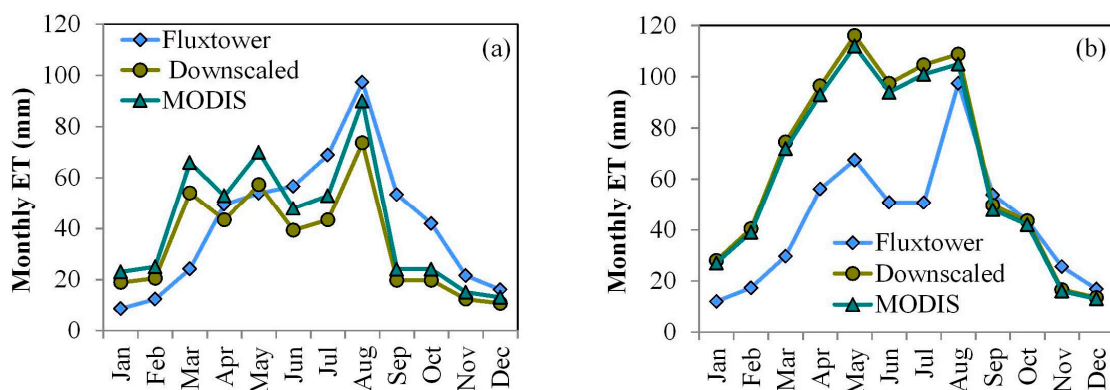 120
100
80
60
40
20
0
Monthly ET (mm)
Fluxtower
Downscaled
MODIS
(a)
Jan Feb Mar Apr May Jun Jul Aug Sep Oct Nov Dec
120
100
80
60
40
20
0
Monthly ET (mm)
(b)
Fluxtower
Downscaled
MODIS
Jan Feb Mar Apr May Jun Jul Aug Sep Oct Nov Dec